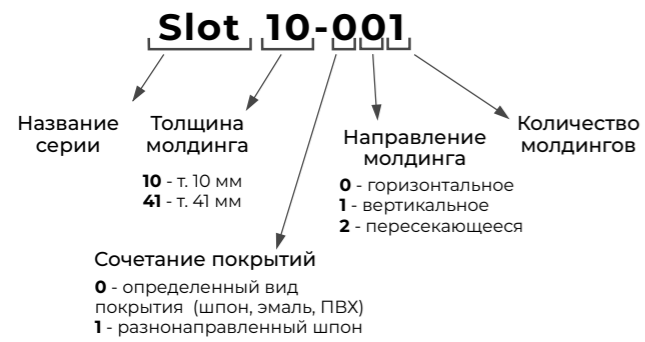 Slot 10-001
Название
серии
Толщина
молдинга
10 - т. 10 мм
41 - т. 41 мм
Направление
молдинга
0 - горизонтальное
1 - вертикальное
2 - пересекающееся
Количество
молдингов
Сочетание покрытий
0 - определенный вид
покрытия (шпон, эмаль, ПВХ)
1 - разнонаправленный шпон